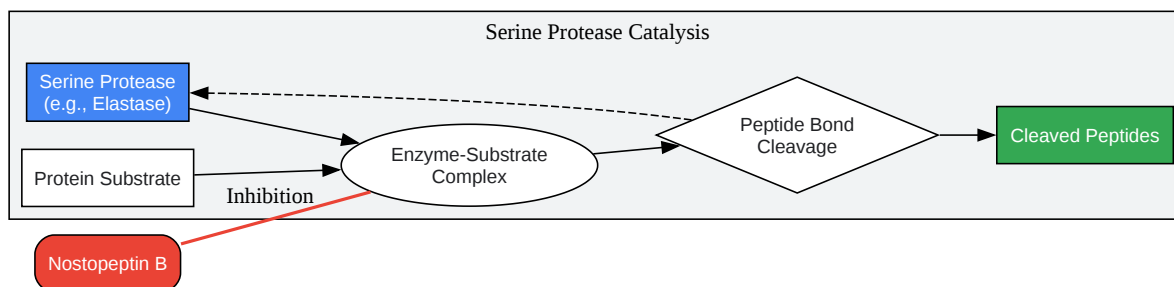 Serine Protease Catalysis
Serine Protease
(e.g., Elastase)
Protein Substrate
Inhibition
Enzyme-Substrate
Complex
Peptide Bond
Cleavage
Cleaved Peptides
Nostopeptin B